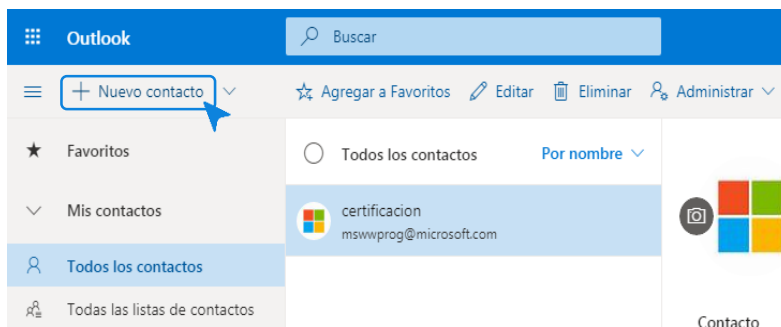 Outlook
Buscar
Nuevo contacto
Agregar a Favoritos
Editar
Eliminar
Administrar
Favoritos
Todos los contactos
Por nombre
Mis contactos
certificacion
mswwprog@microsoft.com
Todos los contactos
Todas las listas de contactos
Contacto